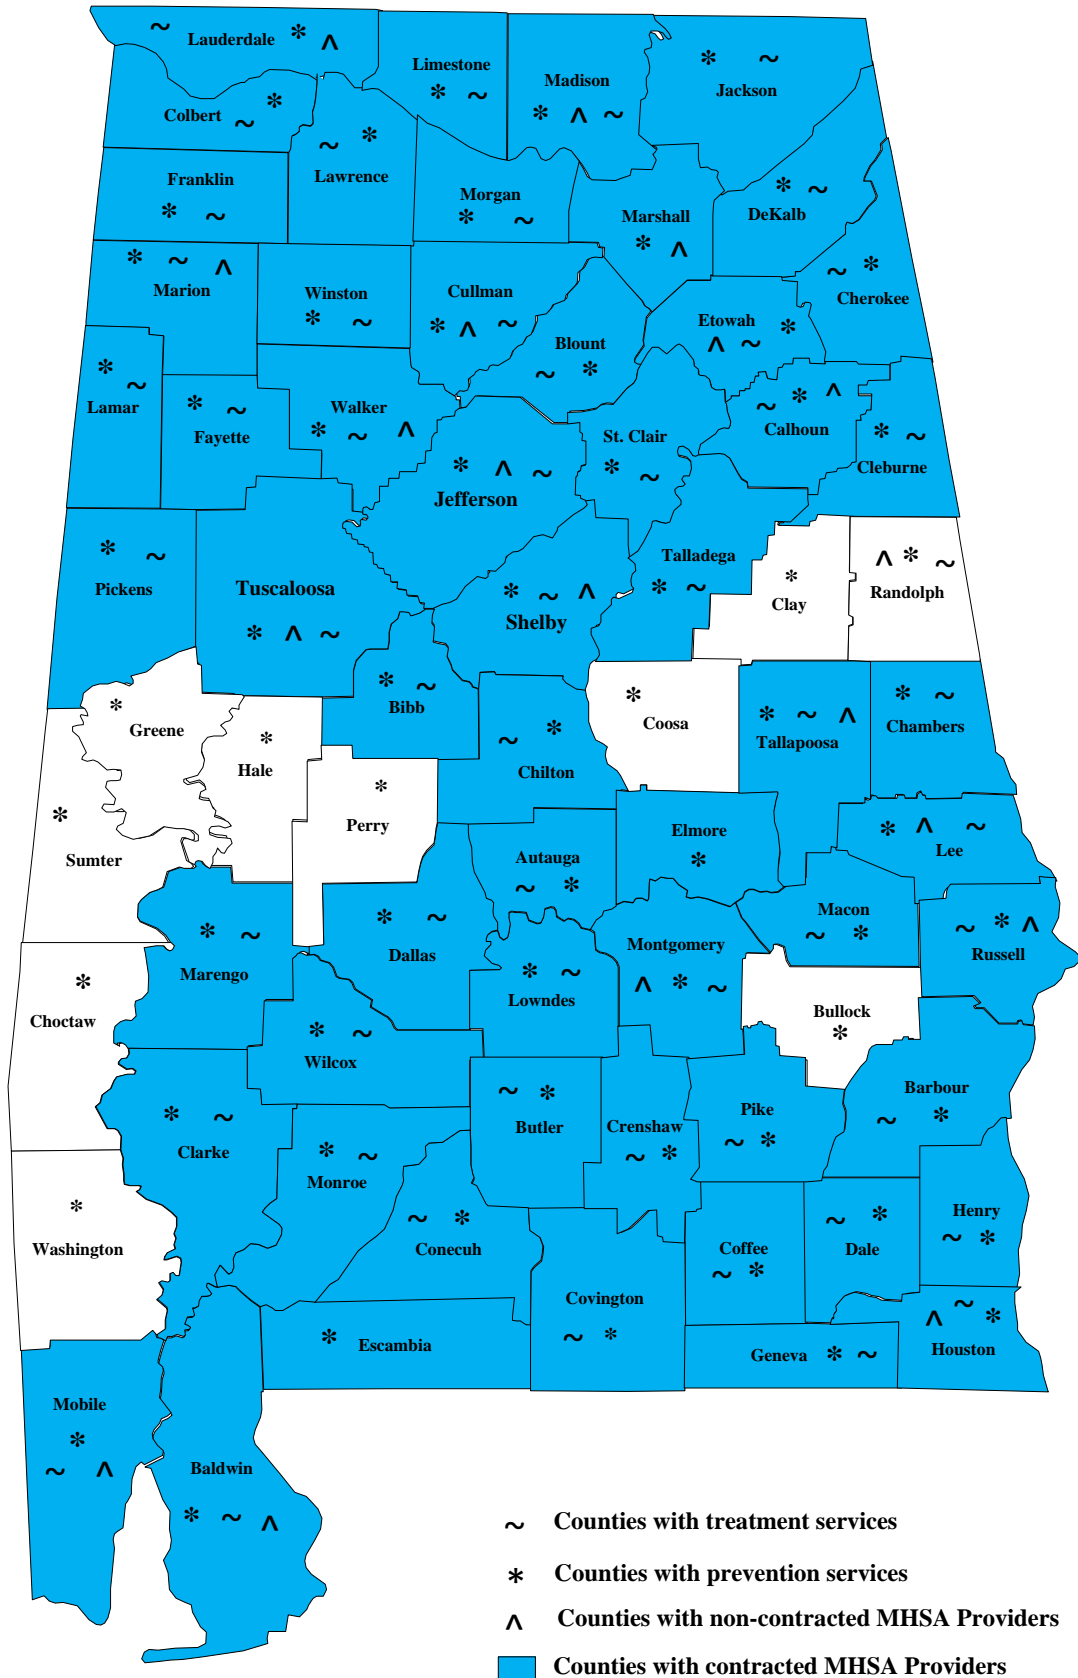 ~ Lauderdale * ^
Limestone
* ~
Madison
* ^ ~
* ~
Jackson
Colbert ~ *
~ *
Lawrence
Franklin
* ~
Morgan
* ~
Marshall
* ^
* ~
DeKalb
~ *
Cherokee
* ~ ^
Marion
Winston
* ~
Cullman
* ^ ~
Blount
~ *
Etowah *
^ ~
* ~
Lamar
* ~
Fayette
Walker
* ~ ^
* ^ ~
Jefferson
St. Clair
* ~
~ * ^
Calhoun
* ~
Cleburne
* ~
Pickens
Tuscaloosa
* ^ ~
* ~ ^
Shelby
Talladega
* ~
*
Clay
^ * ~
Randolph
*
Greene
*
Hale
* ~
Bibb
~ *
Chilton
*
Coosa
* ~ ^
Tallapoosa
* ~
Chambers
*
Sumter
*
Perry
Autauga
~ *
Elmore
*
* ^ ~
Lee
* ~
Marengo
* ~
Dallas
* ~
Lowndes
Montgomery
^ * ~
Macon
~ *
~ * ^
Russell
*
Choctaw
* ~
Wilcox
Bullock
*
* ~
Clarke
* ~
Monroe
~ *
Butler
Crenshaw
~ *
Pike
~ *
Barbour
~ *
*
Washington
~ *
Conecuh
Coffee
~ *
~ *
Dale
Henry
~ *
* Escambia
Covington
~ *
Geneva * ~
^ ~ *
Houston
Mobile
*
~ ^
Baldwin
* ~ ^
~ Counties with treatment services
* Counties with prevention services
^ Counties with non-contracted MHSA Providers
Counties with contracted MHSA Providers